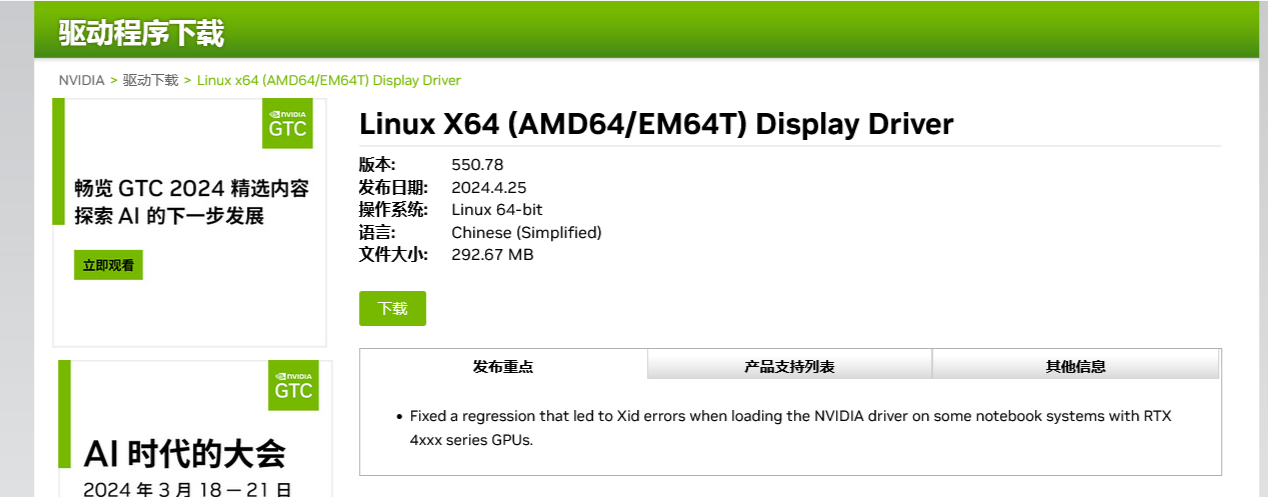 驱动程序下载
NVIDIA > 驱动下载 > Linux x64 (AMD64/EM64T) Display Driver
NVIDIA
GTC
畅览 GTC 2024 精选内容
探索 AI 的下一步发展
立即观看
NVIDIA
GTC
AI 时代的大会
2024 年 3 月 18 — 21 日
Linux X64 (AMD64/EM64T) Display Driver
版本: 550.78
发布日期: 2024.4.25
操作系统: Linux 64-bit
语言: Chinese (Simplified)
文件大小: 292.67 MB
下载
发布重点 产品支持列表 其他信息
• Fixed a regression that led to Xid errors when loading the NVIDIA driver on some notebook systems with RTX
4xxx series GPUs.